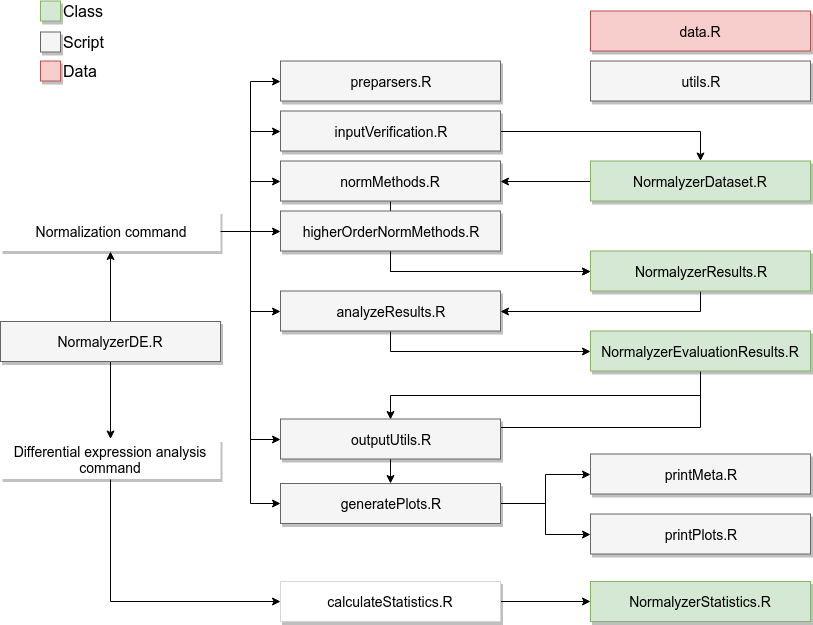 Class
Script
Data
data.R
utils.R
preparsers.R
inputVerification.R
normMethods.R
NormalyzerDataset.R
Normalization command
higherOrderNormMethods.R
NormalyzerResults.R
analyzeResults.R
NormalyzerDE.R
NormalyzerEvaluationResults.R
outputUtils.R
Differential expression analysis
command
printMeta.R
generatePlots.R
printPlots.R
calculateStatistics.R
NormalyzerStatistics.R